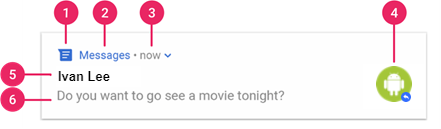 1 2 3 4
Messages • now
5 Ivan Lee
6 Do you want to go see a movie tonight?